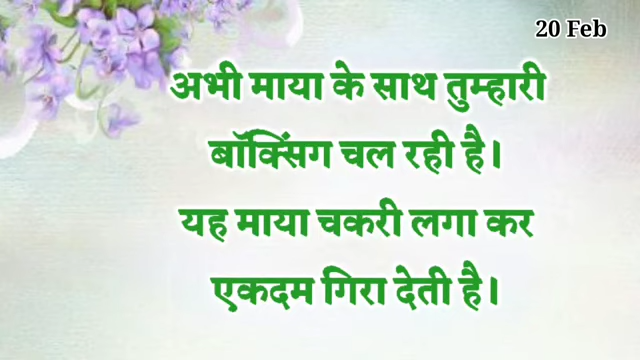 20 Feb
अभी माया के साथ तुम्हारी
बॉक्सिंग चल रही है।
यह माया चकरी लगा कर
एकदम गिरा देती है।